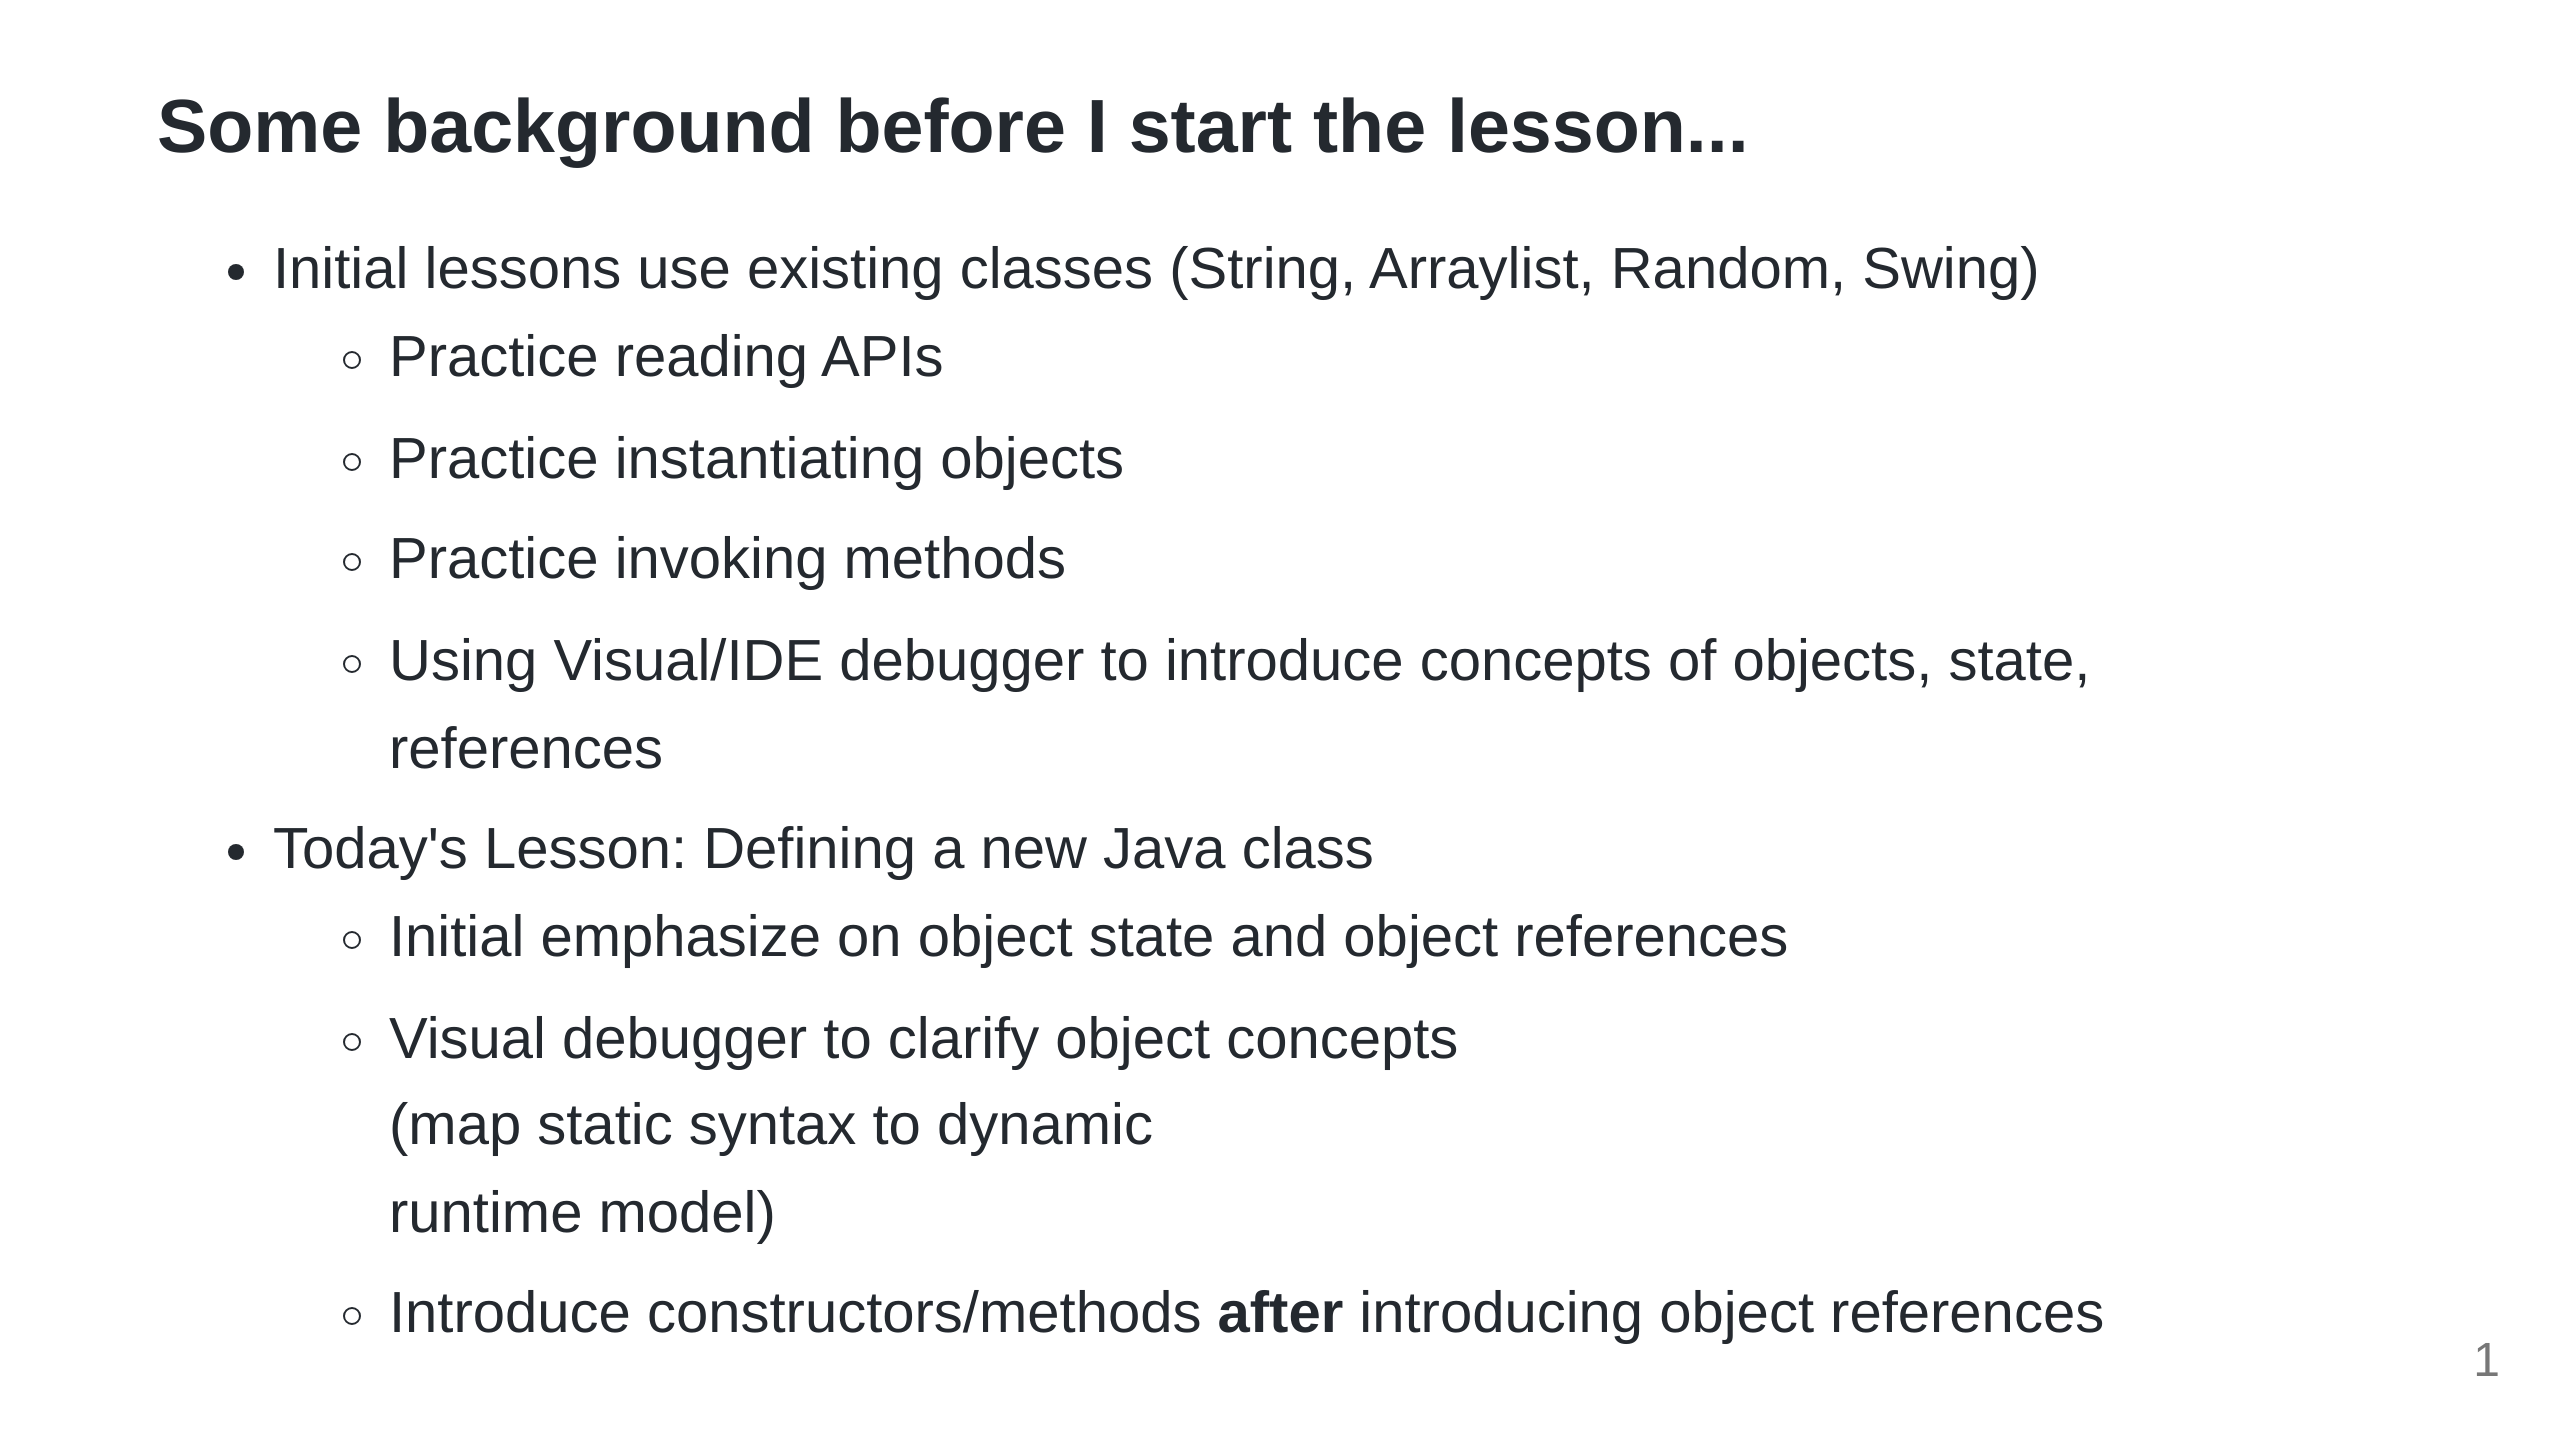 Some background before I start the lesson...
Initial lessons use existing classes (String, Arraylist, Random, Swing)
Practice reading APIs
Practice instantiating objects
Practice invoking methods
Using Visual/IDE debugger to introduce concepts of objects, state,
references
Today's Lesson: Defining a new Java class
Initial emphasize on object state and object references
Visual debugger to clarify object concepts
(map static syntax to dynamic
runtime model)
Introduce constructors/methods after introducing object references
1